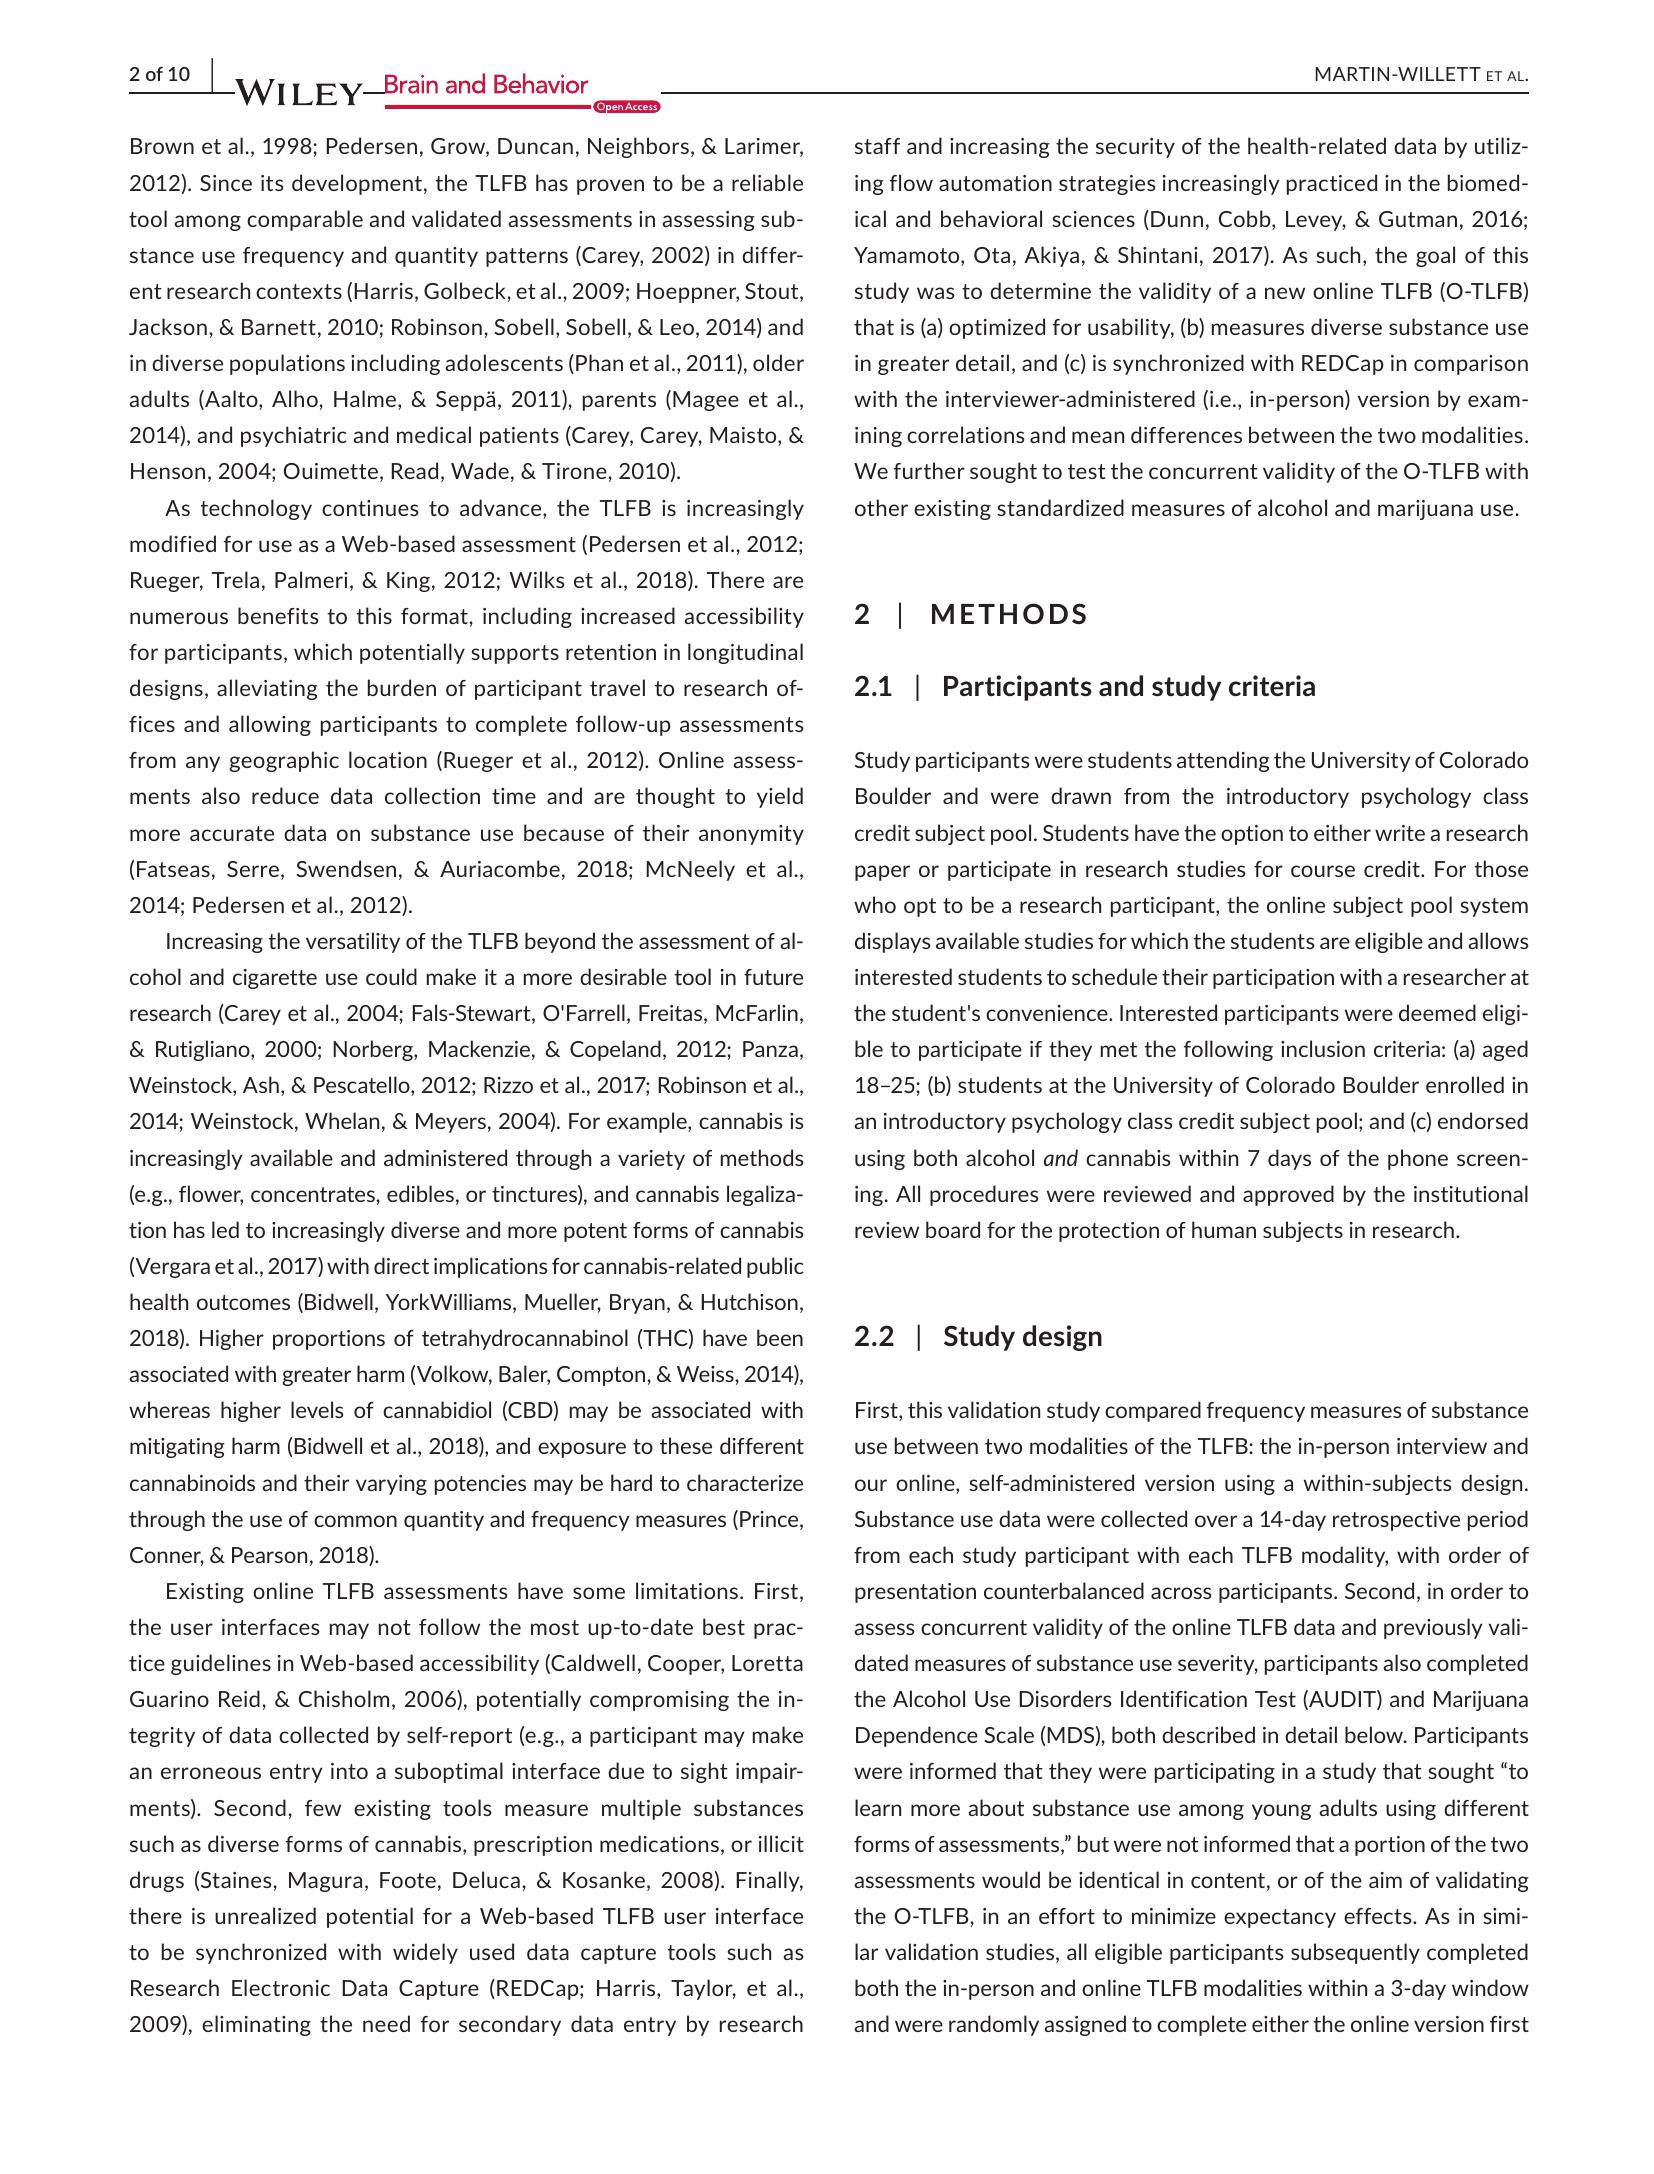 2 of 10
WILEY
Brain and Behavior
Open Access
MARTIN-WILLETT ET AL.
Brown et al., 1998; Pedersen, Grow, Duncan, Neighbors, & Larimer,
2012). Since its development, the TLFB has proven to be a reliable
tool among comparable and validated assessments in assessing sub-
stance use frequency and quantity patterns (Carey, 2002) in differ-
ent research contexts (Harris, Golbeck, et al., 2009; Hoeppner, Stout,
Jackson, & Barnett, 2010; Robinson, Sobell, Sobell, & Leo, 2014) and
in diverse populations including adolescents (Phan et al., 2011), older
adults (Aalto, Alho, Halme, & Seppä, 2011), parents (Magee et al.,
2014), and psychiatric and medical patients (Carey, Carey, Maisto, &
Henson, 2004; Ouimette, Read, Wade, & Tirone, 2010).
As technology continues to advance, the TLFB is increasingly
modified for use as a Web-based assessment (Pedersen et al., 2012;
Rueger, Trela, Palmeri, & King, 2012; Wilks et al., 2018). There are
numerous benefits to this format, including increased accessibility
for participants, which potentially supports retention in longitudinal
designs, alleviating the burden of participant travel to research of-
fices and allowing participants to complete follow-up assessments
from any geographic location (Rueger et al., 2012). Online assess-
ments also reduce data collection time and are thought to yield
more accurate data on substance use because of their anonymity
(Fatseas, Serre, Swendsen, & Auriacombe, 2018; McNeely et al.,
2014; Pedersen et al., 2012).
Increasing the versatility of the TLFB beyond the assessment of al-
cohol and cigarette use could make it a more desirable tool in future
research (Carey et al., 2004; Fals-Stewart, O'Farrell, Freitas, McFarlin,
& Rutigliano, 2000; Norberg, Mackenzie, & Copeland, 2012; Panza,
Weinstock, Ash, & Pescatello, 2012; Rizzo et al., 2017; Robinson et al.,
2014; Weinstock, Whelan, & Meyers, 2004). For example, cannabis is
increasingly available and administered through a variety of methods
(e.g., flower, concentrates, edibles, or tinctures), and cannabis legaliza-
tion has led to increasingly diverse and more potent forms of cannabis
(Vergara et al., 2017) with direct implications for cannabis-related public
health outcomes (Bidwell, YorkWilliams, Mueller, Bryan, & Hutchison,
2018). Higher proportions of tetrahydrocannabinol (THC) have been
associated with greater harm (Volkow, Baler, Compton, & Weiss, 2014),
whereas higher levels of cannabidiol (CBD) may be associated with
mitigating harm (Bidwell et al., 2018), and exposure to these different
cannabinoids and their varying potencies may be hard to characterize
through the use of common quantity and frequency measures (Prince,
Conner, & Pearson, 2018).
Existing online TLFB assessments have some limitations. First,
the user interfaces may not follow the most up-to-date best prac-
tice guidelines in Web-based accessibility (Caldwell, Cooper, Loretta
Guarino Reid, & Chisholm, 2006), potentially compromising the in-
tegrity of data collected by self-report (e.g., a participant may make
an erroneous entry into a suboptimal interface due to sight impair-
ments). Second, few existing tools measure multiple substances
such as diverse forms of cannabis, prescription medications, or illicit
drugs (Staines, Magura, Foote, Deluca, & Kosanke, 2008). Finally,
there is unrealized potential for a Web-based TLFB user interface
to be synchronized with widely used data capture tools such as
Research Electronic Data Capture (REDCap; Harris, Taylor, et al.,
2009), eliminating the need for secondary data entry by research
staff and increasing the security of the health-related data by utiliz-
ing flow automation strategies increasingly practiced in the biomed-
ical and behavioral sciences (Dunn, Cobb, Levey, & Gutman, 2016;
Yamamoto, Ota, Akiya, & Shintani, 2017). As such, the goal of this
study was to determine the validity of a new online TLFB (O-TLFB)
that is (a) optimized for usability, (b) measures diverse substance use
in greater detail, and (c) is synchronized with REDCap in comparison
with the interviewer-administered (i.e., in-person) version by exam-
ining correlations and mean differences between the two modalities.
We further sought to test the concurrent validity of the O-TLFB with
other existing standardized measures of alcohol and marijuana use.
2 | METHODS
2.1 | Participants and study criteria
Study participants were students attending the University of Colorado
Boulder and were drawn from the introductory psychology class
credit subject pool. Students have the option to either write a research
paper or participate in research studies for course credit. For those
who opt to be a research participant, the online subject pool system
displays available studies for which the students are eligible and allows
interested students to schedule their participation with a researcher at
the student's convenience. Interested participants were deemed eligi-
ble to participate if they met the following inclusion criteria: (a) aged
18–25; (b) students at the University of Colorado Boulder enrolled in
an introductory psychology class credit subject pool; and (c) endorsed
using both alcohol and cannabis within 7 days of the phone screen-
ing. All procedures were reviewed and approved by the institutional
review board for the protection of human subjects in research.
2.2 | Study design
First, this validation study compared frequency measures of substance
use between two modalities of the TLFB: the in-person interview and
our online, self-administered version using a within-subjects design.
Substance use data were collected over a 14-day retrospective period
from each study participant with each TLFB modality, with order of
presentation counterbalanced across participants. Second, in order to
assess concurrent validity of the online TLFB data and previously vali-
dated measures of substance use severity, participants also completed
the Alcohol Use Disorders Identification Test (AUDIT) and Marijuana
Dependence Scale (MDS), both described in detail below. Participants
were informed that they were participating in a study that sought “to
learn more about substance use among young adults using different
forms of assessments,” but were not informed that a portion of the two
assessments would be identical in content, or of the aim of validating
the O-TLFB, in an effort to minimize expectancy effects. As in simi-
lar validation studies, all eligible participants subsequently completed
both the in-person and online TLFB modalities within a 3-day window
and were randomly assigned to complete either the online version first